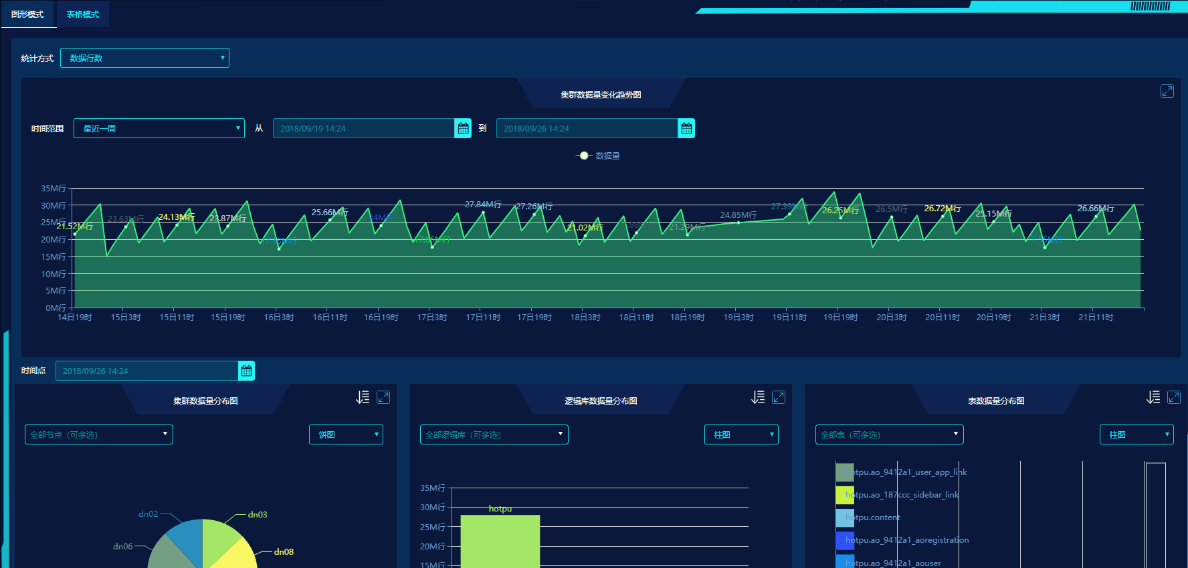 图形模式 表格模式
统计方式 数据行数
集群数据量变化趋势图
时间范围 最近一周 从 2018/09/19 14:24 到 2018/09/26 14:24
数据量
35M行
30M行
25M行
20M行
15M行
10M行
5M行
0M行
21.52M行 23.63M行 24.13M行 23.87M行 25.66M行 27.84M行 27.26M行 21.02M行 24.85M行 26.25M行 26.5M行 26.72M行 25.15M行 26.66M行
14日19时 15日3时 15日11时 15日19时 16日3时 16日11时 16日19时 17日3时 17日11时 17日19时 18日3时 18日11时 18日19时 19日3时 19日11时 19日19时 20日3时 20日11时 20日19时 21日3时 21日11时
时间点 2018/09/26 14:24
集群数据量分布图
全部节点（可多选） 饼图
dn02 dn03
dn06 dn08
逻辑库数据量分布图
全部逻辑库（可多选） 柱图
35M行
30M行
25M行
20M行
15M行
hotpu
表数据量分布图
全部表（可多选） 柱图
hotpu.ao_9412a1_user_app_link
hotpu.ao_187ccc_sidebar_link
hotpu.content
hotpu.ao_9412a1_aoregistration
hotpu.ao_9412a1_aouser